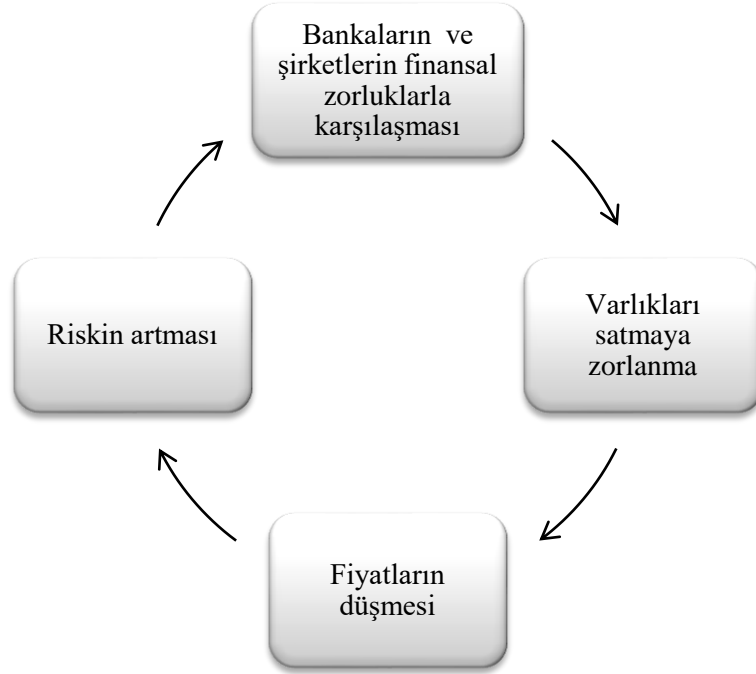 Bankaların ve
şirketlerin finansal
zorluklarla
karşılaşması
Varlıkları
satmaya
zorlanma
Fiyatların
düşmesi
Riskin artması